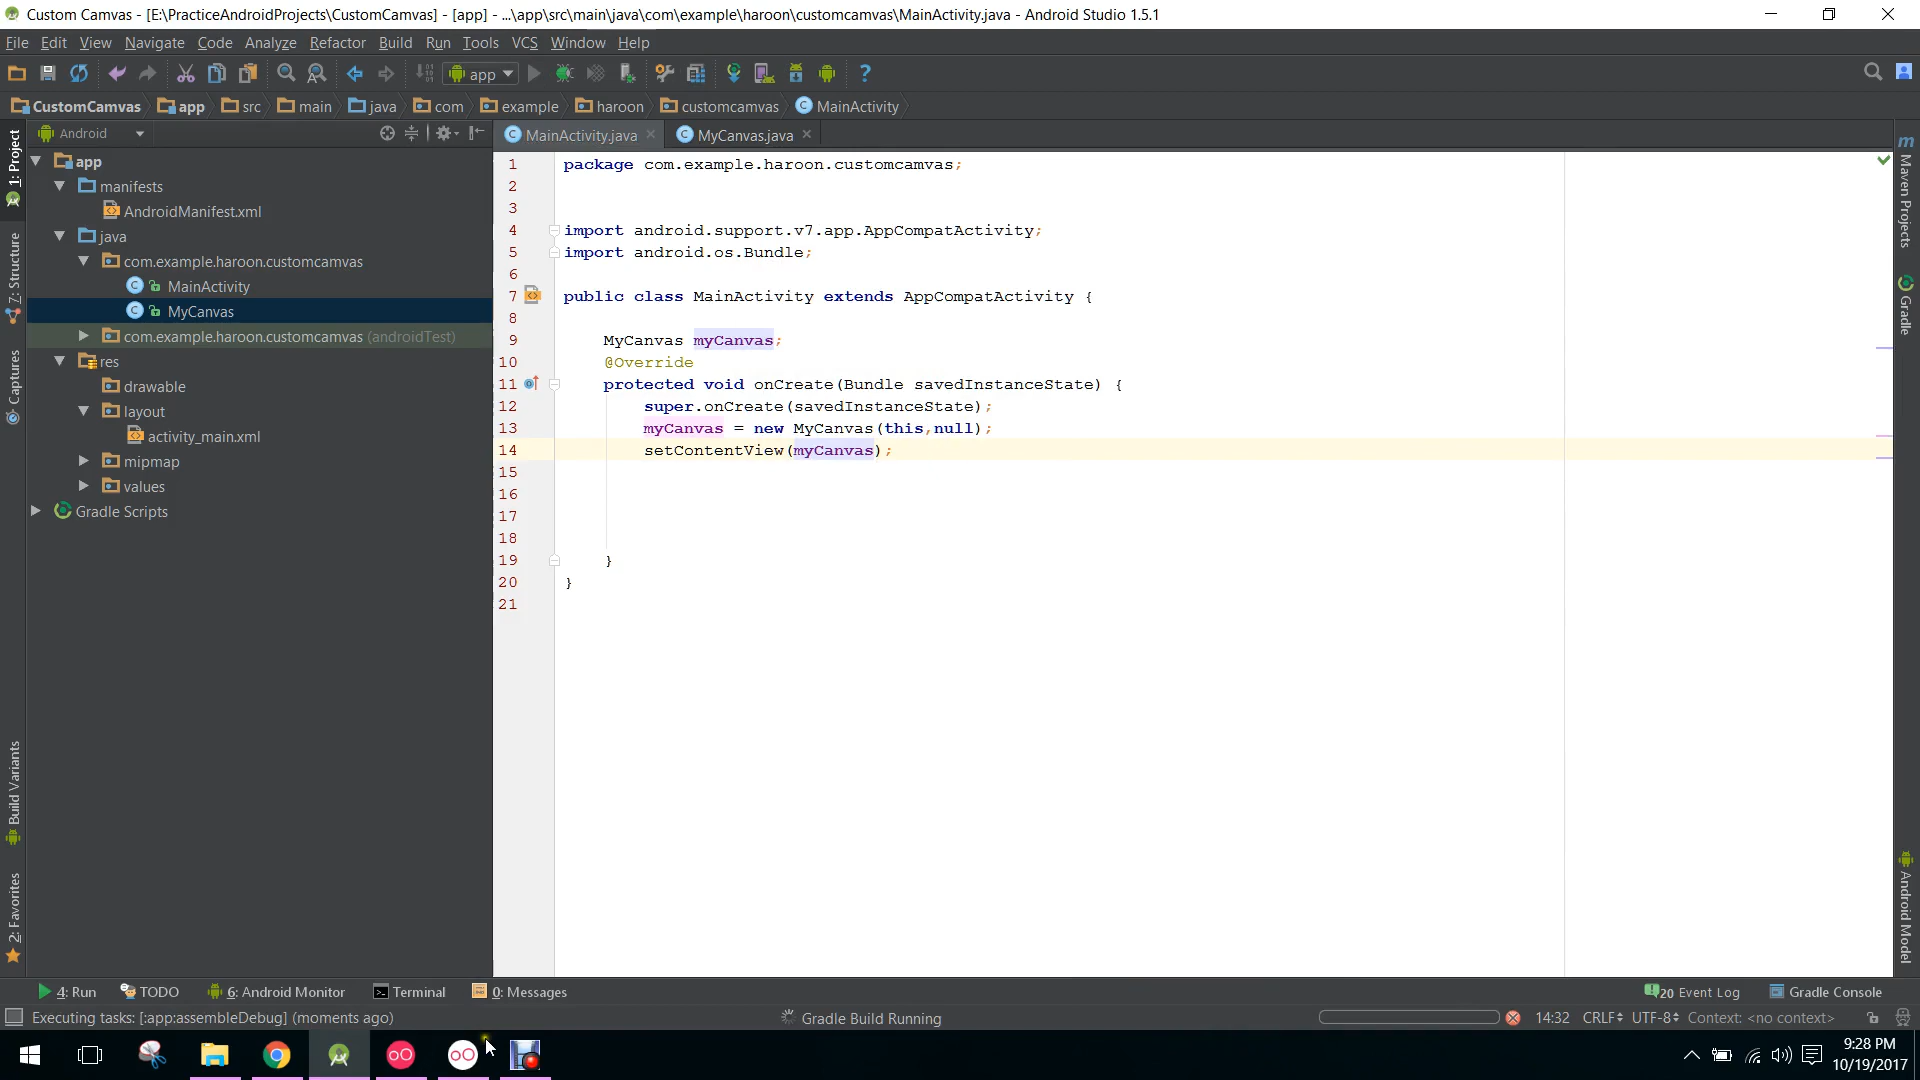 Custom Camvas - [E:\PracticeAndroidProjects\CustomCamvas] - [app] - ...\app\src\main\java\com\example\haroon\customcamvas\MainActivity.java - Android Studio 1.5.1
File Edit View Navigate Code Analyze Refactor Build Run Tools VCS Window Help
app
CustomCamvas app src main java com example haroon customcamvas MainActivity
Android
MainActivity.java MyCanvas.java
1: Project
7: Structure
Captures
Build Variants
2: Favorites
app
manifests
AndroidManifest.xml
java
com.example.haroon.customcamvas
MainActivity
MyCanvas
com.example.haroon.customcamvas (androidTest)
res
drawable
layout
activity_main.xml
mipmap
values
Gradle Scripts
1 package com.example.haroon.customcamvas;
2
3
4 import android.support.v7.app.AppCompatActivity;
5 import android.os.Bundle;
6
7 public class MainActivity extends AppCompatActivity {
8
9 MyCanvas myCanvas;
10 @Override
11 protected void onCreate(Bundle savedInstanceState) {
12 super.onCreate(savedInstanceState);
13 myCanvas = new MyCanvas(this,null);
14 setContentView(myCanvas);
15
16
17
18
19 }
20 }
21
Maven Projects
Gradle
Android Model
4: Run TODO 6: Android Monitor Terminal 0: Messages 20 Event Log Gradle Console
Executing tasks: [:app:assembleDebug] (moments ago) Gradle Build Running 14:32 CRLF UTF-8 Context: <no context>
9:28 PM
10/19/2017